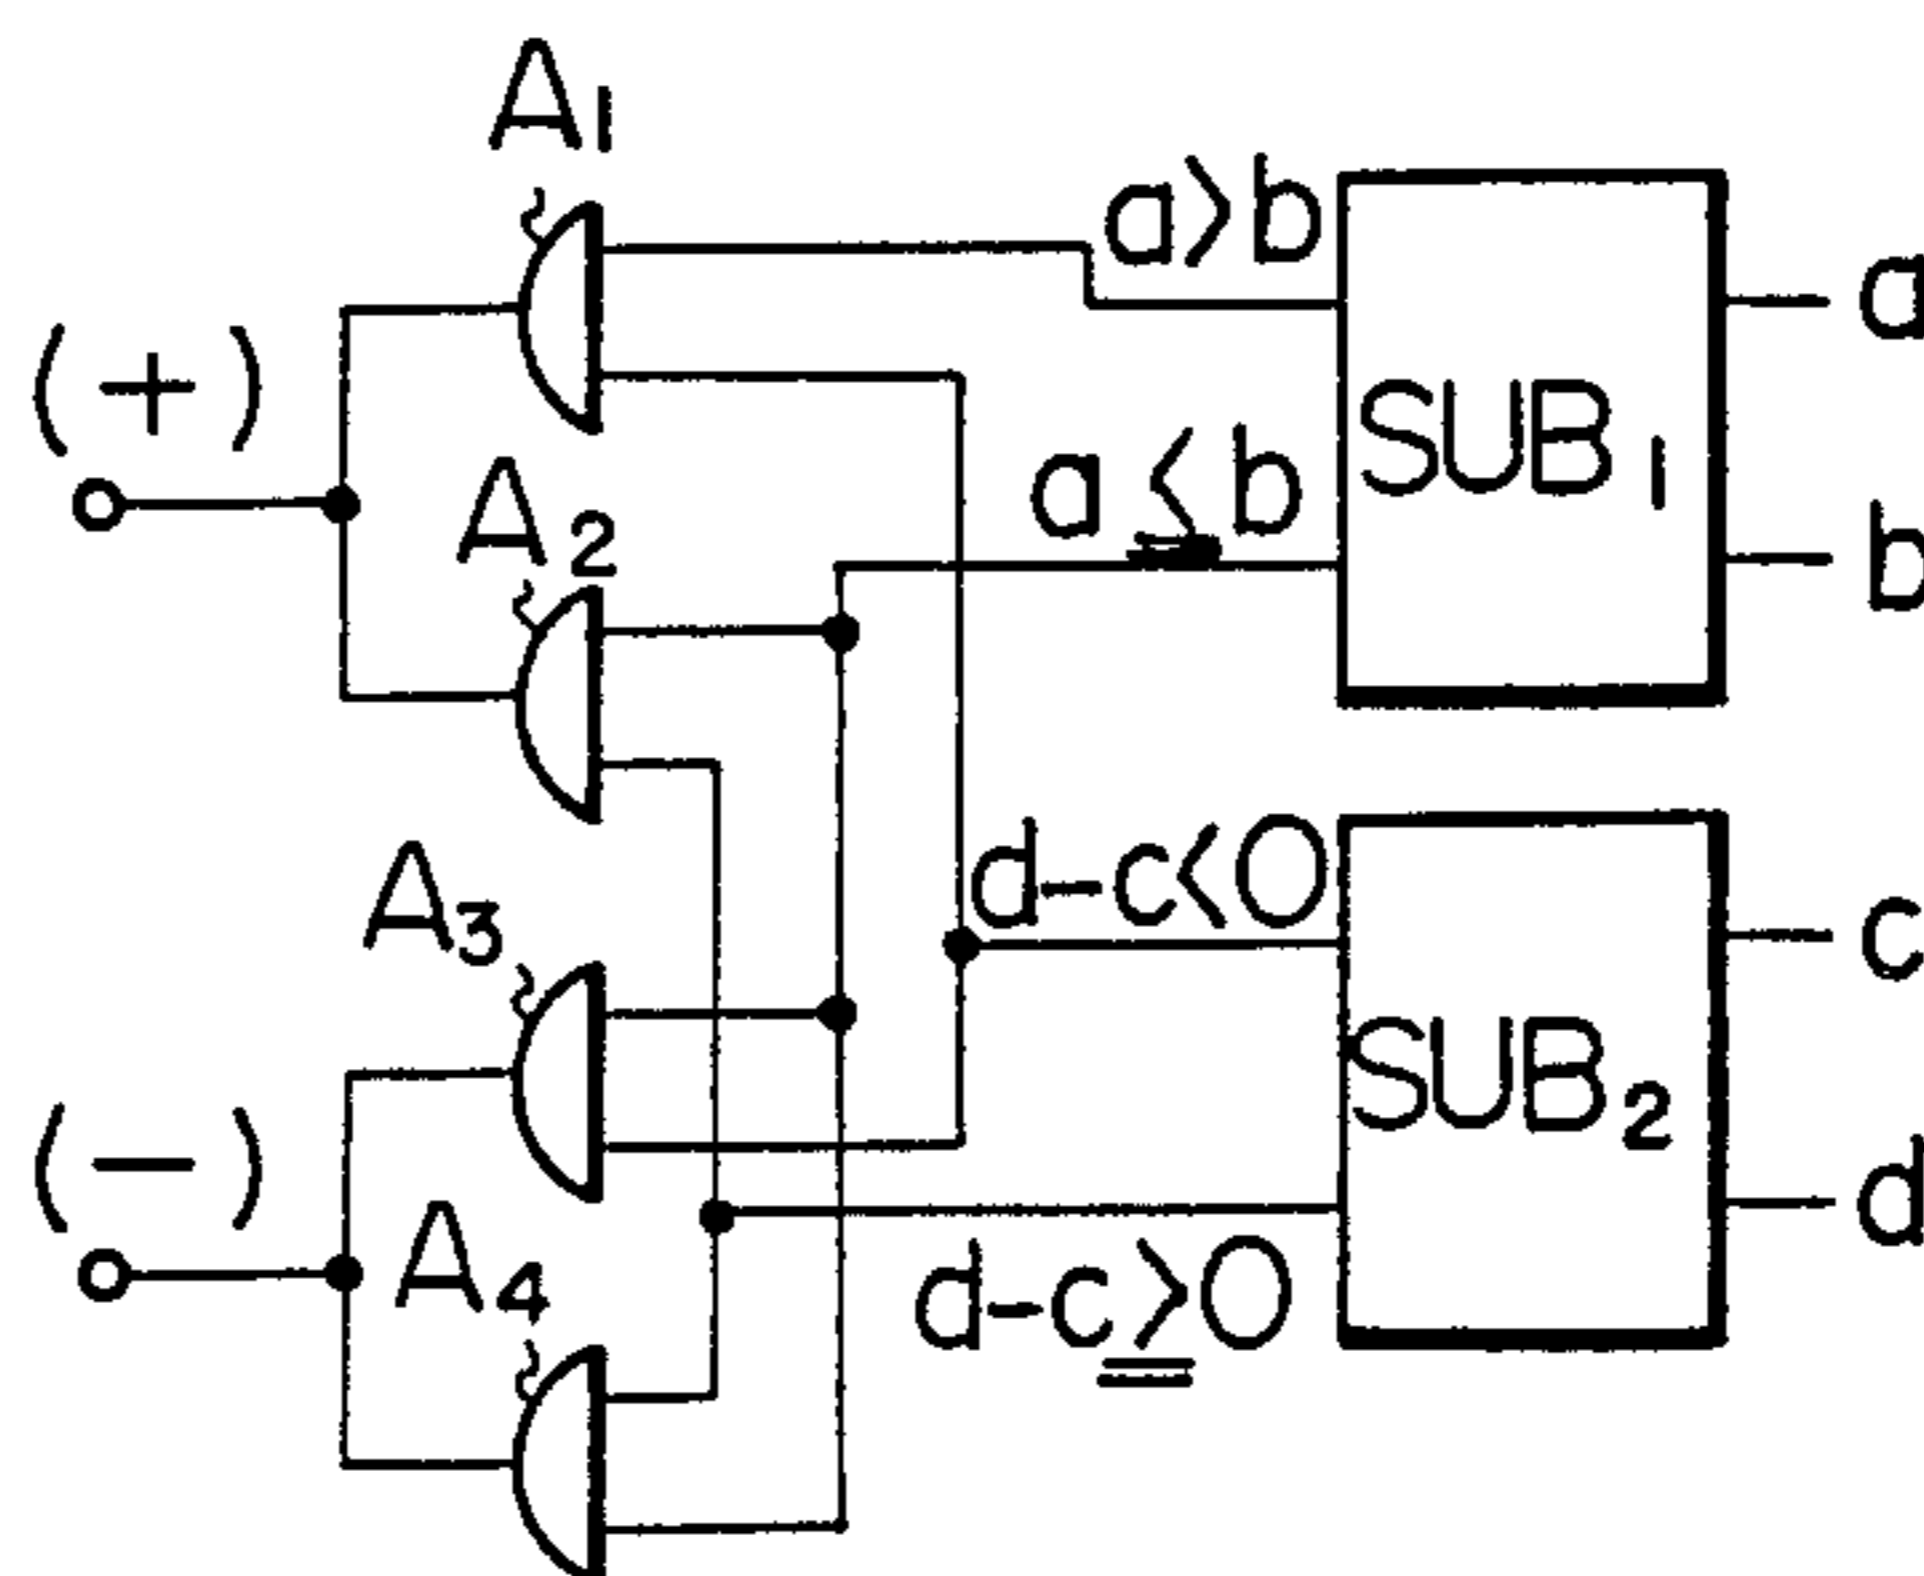 A1
a>b
a
(+)
SUB1
A2
a≦b
b
A3
d-c<0
c
SUB2
(-)
A4
d-c≧0
d